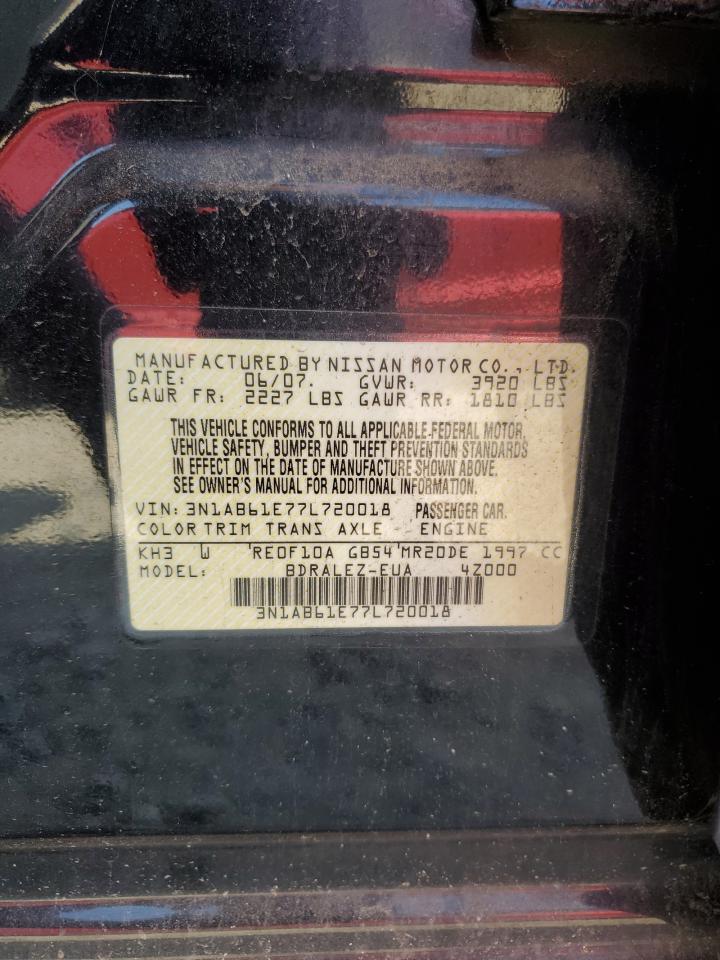 MANUFACTURED BY NISSAN MOTOR CO., LTD.
DATE: 06/07. GVWR: 3920 LBS
GAWR FR: 2227 LBS GAWR RR: 1810 LBS
THIS VEHICLE CONFORMS TO ALL APPLICABLE FEDERAL MOTOR
VEHICLE SAFETY, BUMPER AND THEFT PREVENTION STANDARDS
IN EFFECT ON THE DATE OF MANUFACTURE SHOWN ABOVE.
SEE OWNER'S MANUAL FOR ADDITIONAL INFORMATION.
VIN: 3N1AB61E77L720018 PASSENGER CAR.
COLOR TRIM TRANS AXLE ENGINE
KH3 W RE0F10A GB54 MR20DE 1997 CC
MODEL: BDRALEZ-EUA 4Z000
3N1AB61E77L720018